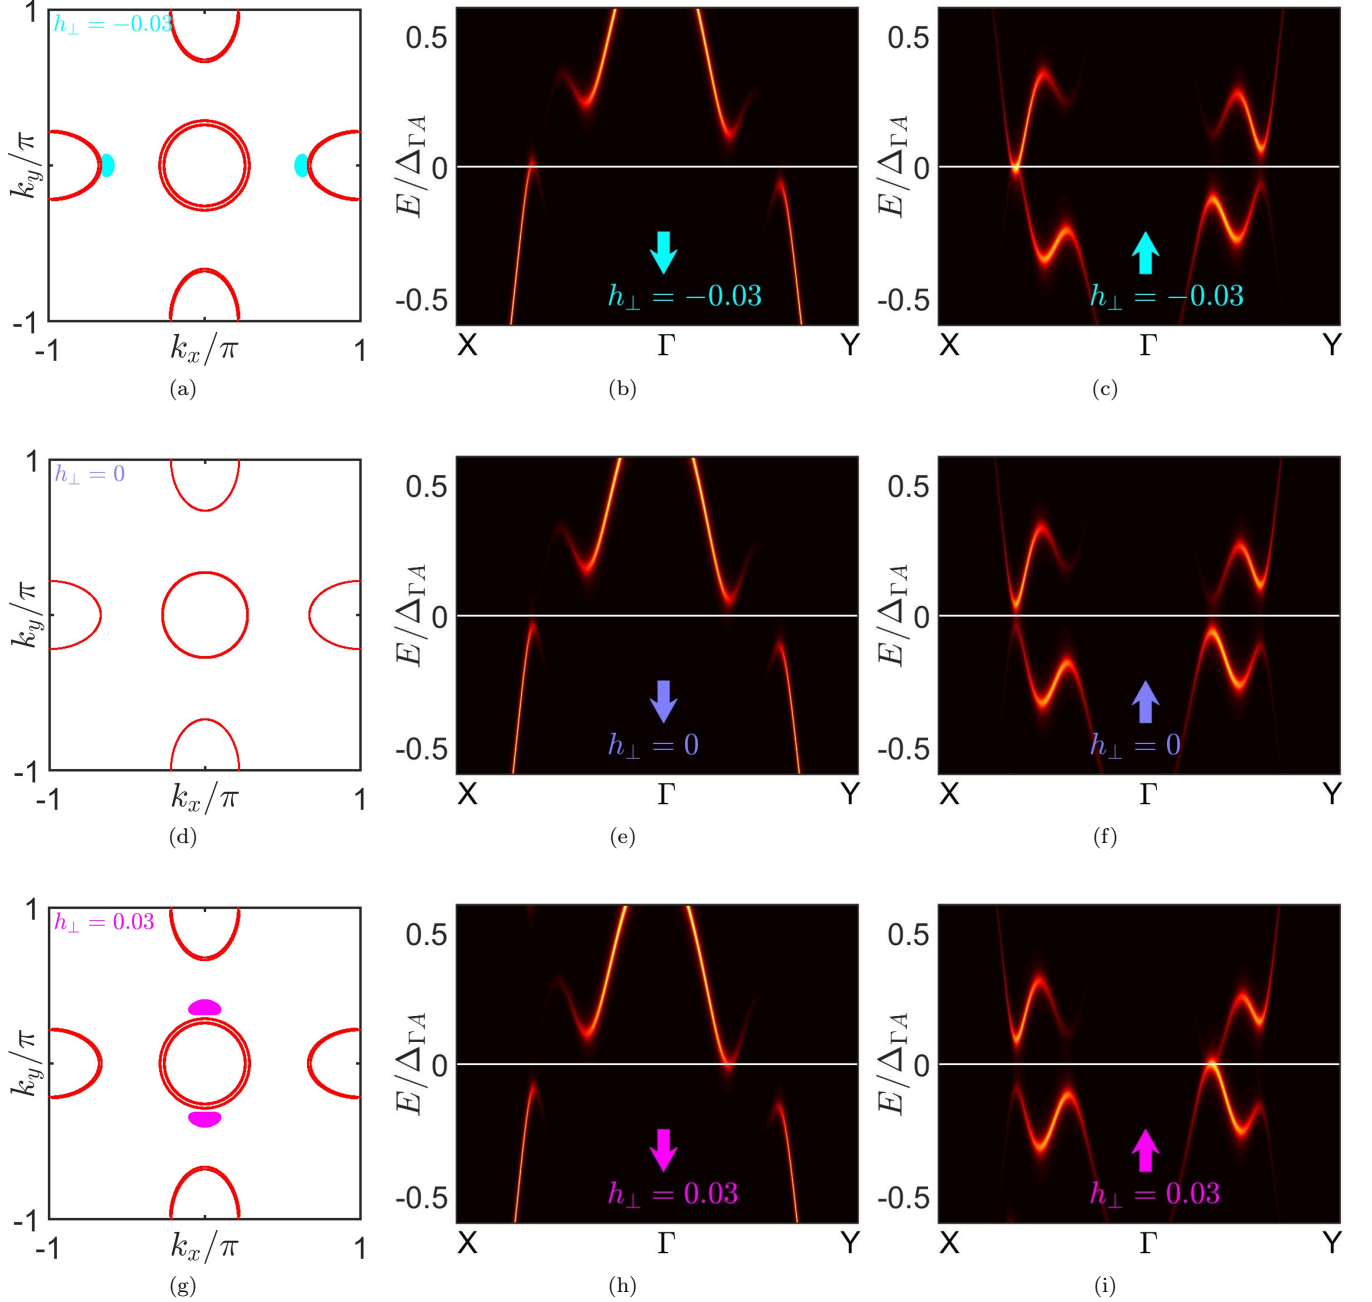 1
h⊥ = −0.03
k_y/π
-1
-1
k_x/π
1
(a)
0.5
0
-0.5
E/Δ_ΓA
h⊥ = −0.03
X
Γ
Y
(b)
0.5
0
-0.5
E/Δ_ΓA
h⊥ = −0.03
X
Γ
Y
(c)
1
h⊥ = 0
k_y/π
-1
-1
k_x/π
1
(d)
0.5
0
-0.5
E/Δ_ΓA
h⊥ = 0
X
Γ
Y
(e)
0.5
0
-0.5
E/Δ_ΓA
h⊥ = 0
X
Γ
Y
(f)
1
h⊥ = 0.03
k_y/π
-1
-1
k_x/π
1
(g)
0.5
0
-0.5
E/Δ_ΓA
h⊥ = 0.03
X
Γ
Y
(h)
0.5
0
-0.5
E/Δ_ΓA
h⊥ = 0.03
X
Γ
Y
(i)